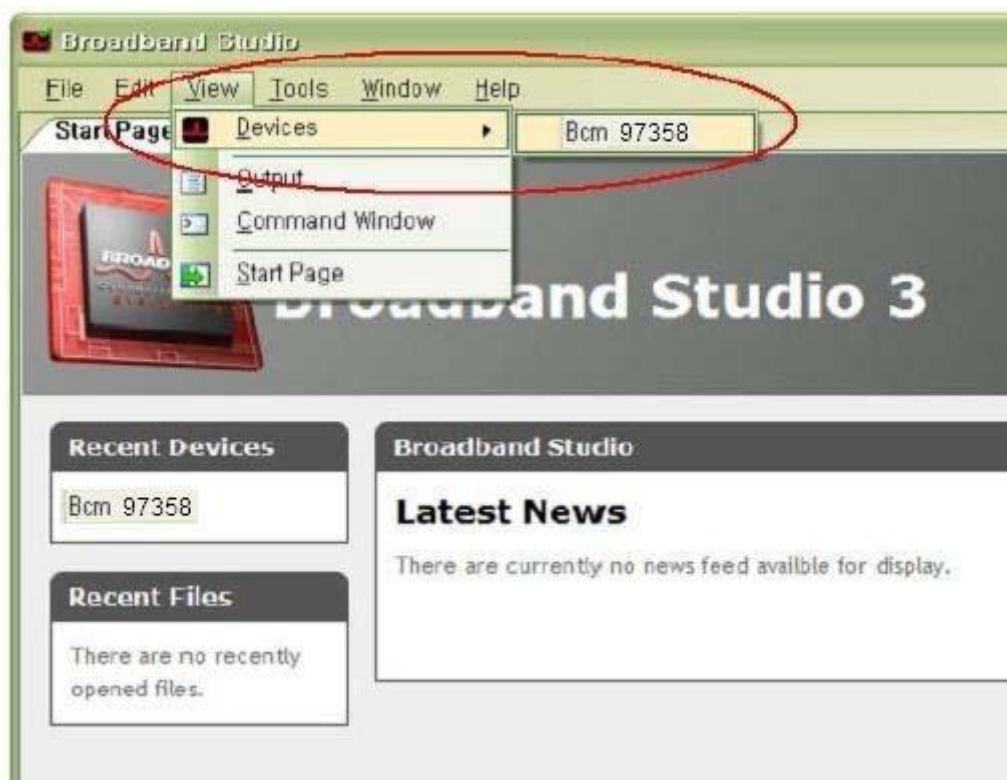 Broadband Studio
File Edit View Tools Window Help
Start Page
Devices
Bcm 97358
Output
Command Window
Start Page
BROAD
Broadband Studio 3
Recent Devices
Bcm 97358
Recent Files
There are no recently
opened files.
Broadband Studio
Latest News
There are currently no news feed availble for display.